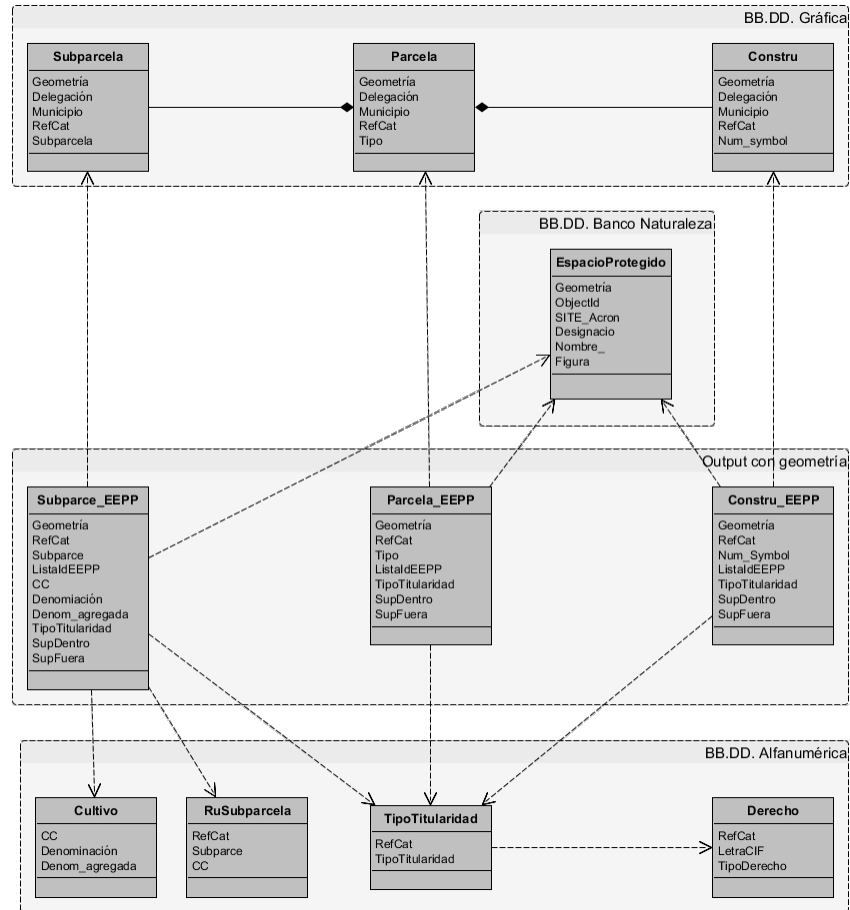 BB.DD. Gráfica
Subparcela
Geometría
Delegación
Municipio
RefCat
Subparcela
Parcela
Geometría
Delegación
Municipio
RefCat
Tipo
Constru
Geometría
Delegación
Municipio
RefCat
Num_symbol
BB.DD. Banco Naturaleza
EspacioProtegido
Geometría
ObjectId
SITE_Acron
Designacio
Nombre_
Figura
Output con geometría
Subparce_EEPP
Geometría
RefCat
Subparce
ListaIdEEPP
CC
Denomiación
Denom_agregada
TipoTitularidad
SupDentro
SupFuera
Parcela_EEPP
Geometría
RefCat
Tipo
ListaIdEEPP
TipoTitularidad
SupDentro
SupFuera
Constru_EEPP
Geometría
RefCat
Num_Symbol
ListaIdEEPP
TipoTitularidad
SupDentro
SupFuera
BB.DD. Alfanumérica
Cultivo
CC
Denominación
Denom_agregada
RuSubparcela
RefCat
Subparce
CC
TipoTitularidad
RefCat
TipoTitularidad
Derecho
RefCat
LetraCIF
TipoDerecho